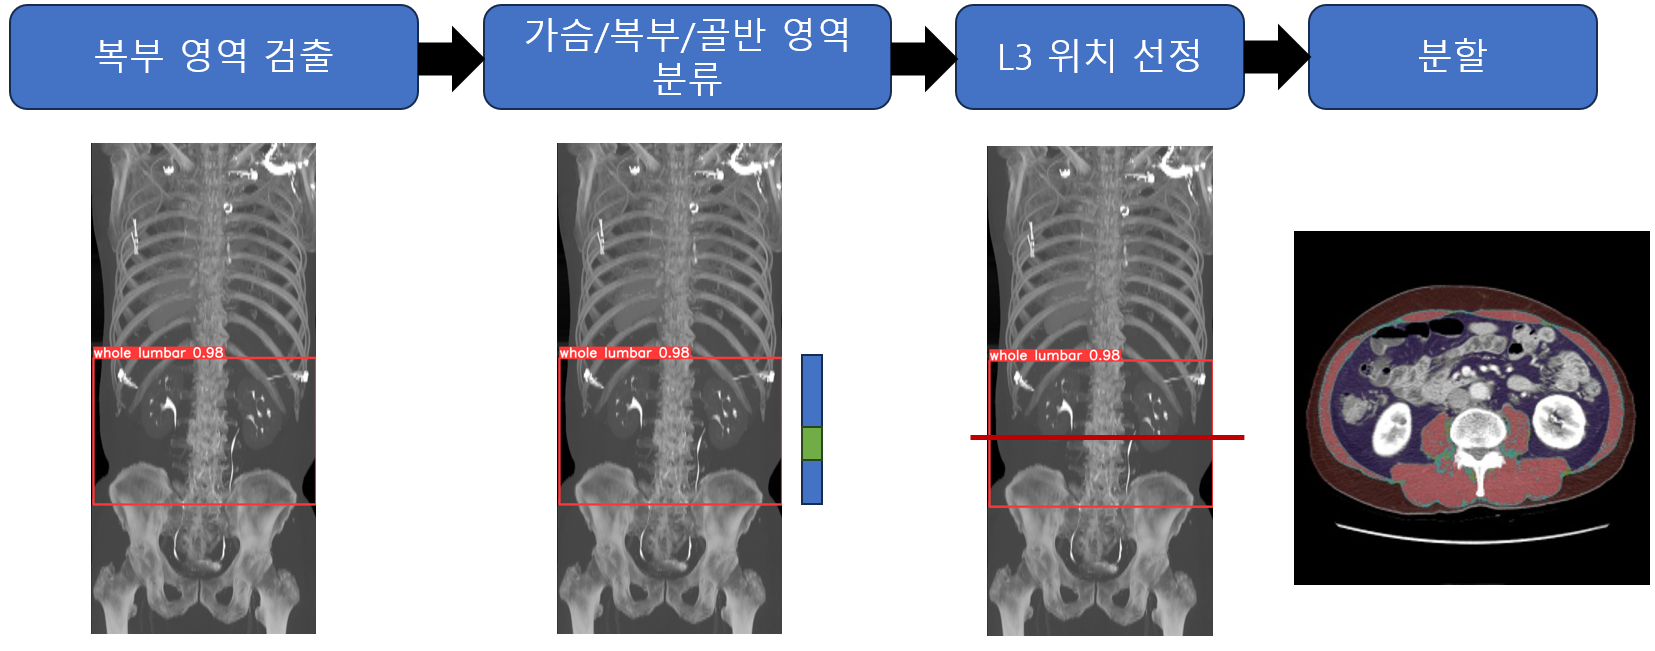 복부 영역 검출
가슴/복부/골반 영역
분류
L3 위치 선정
분할
whole lumbar 0.98
whole lumbar 0.98
whole lumbar 0.98